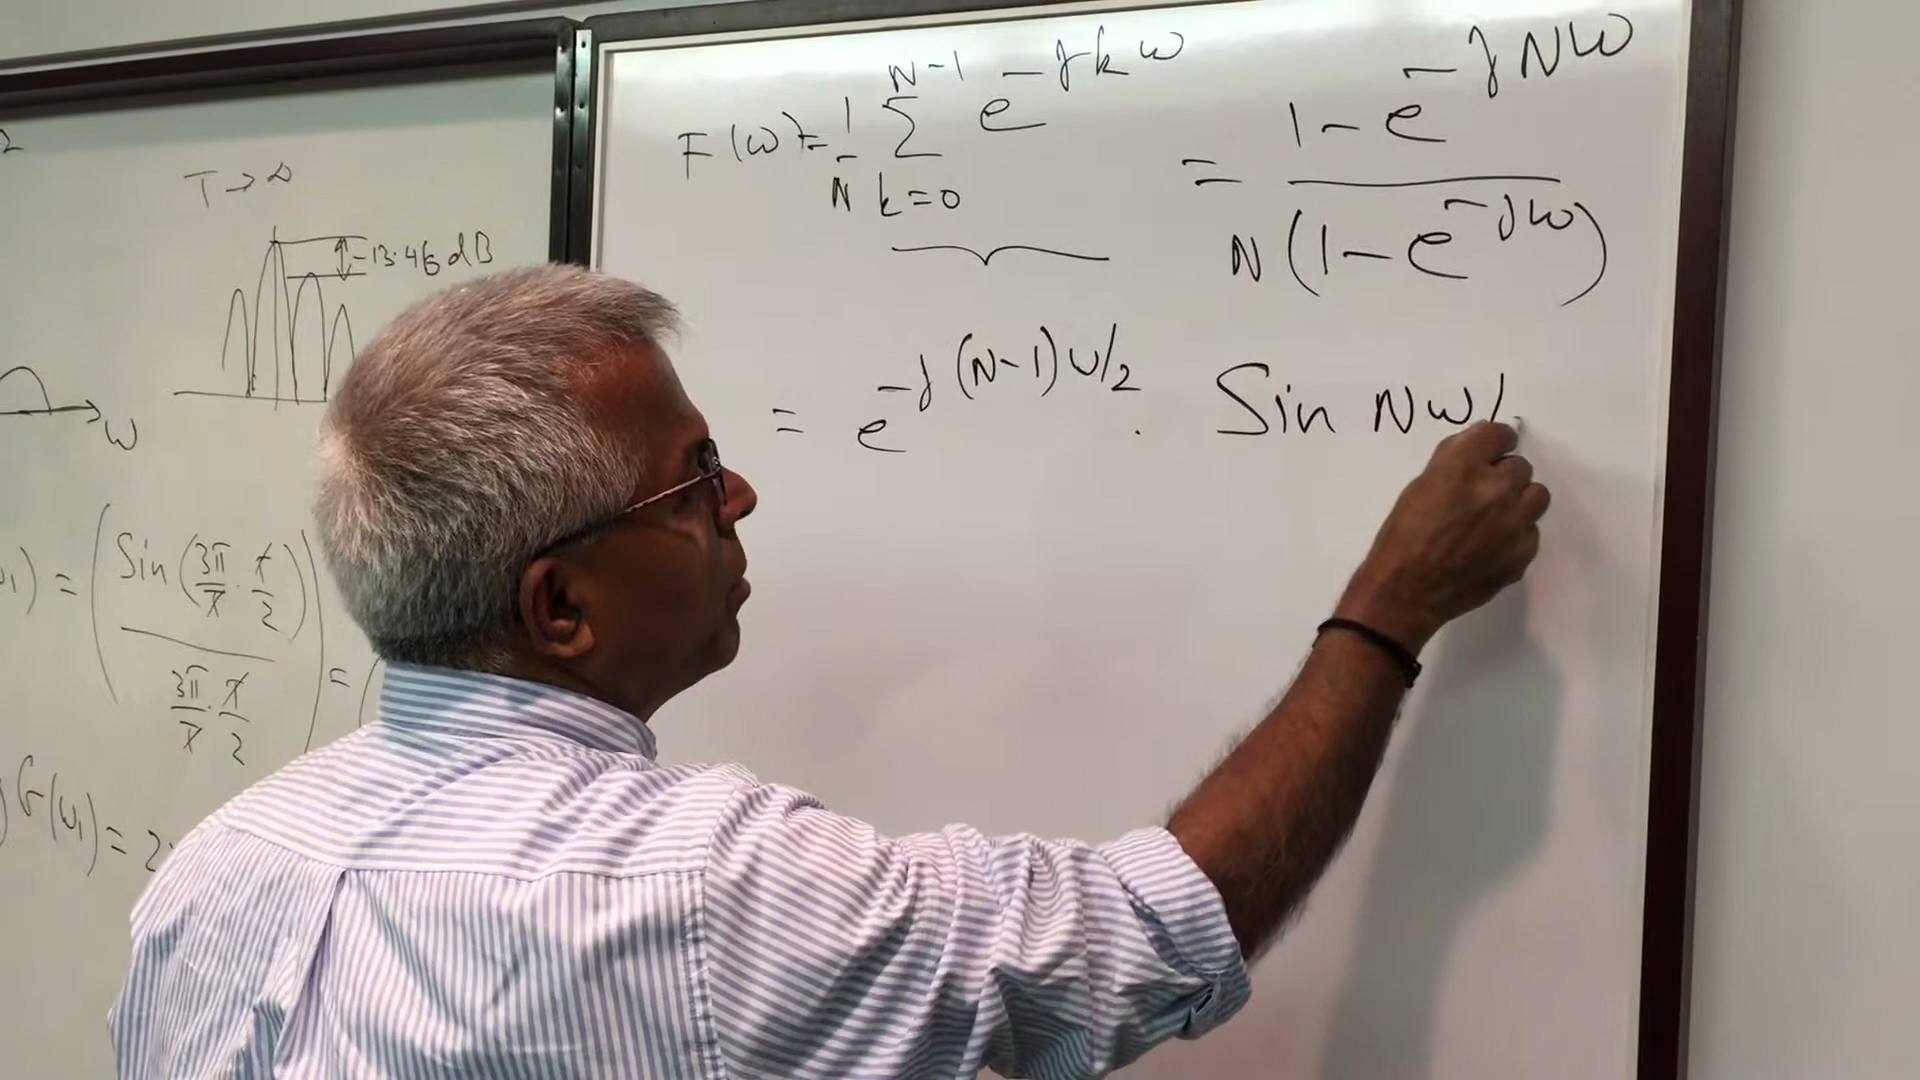 T → ∞
-13.46 dB
ω
Sin (3π/T · T/2)
) = ――― =
3π/T · T/2
G(ω₁) = 2.
F(ω) = 1/N Σ_{k=0}^{N-1} e^{-jkω} = (1 - e^{-jNω}) / (N(1 - e^{-jω}))
= e^{-j(N-1)ω/2} . Sin Nω/